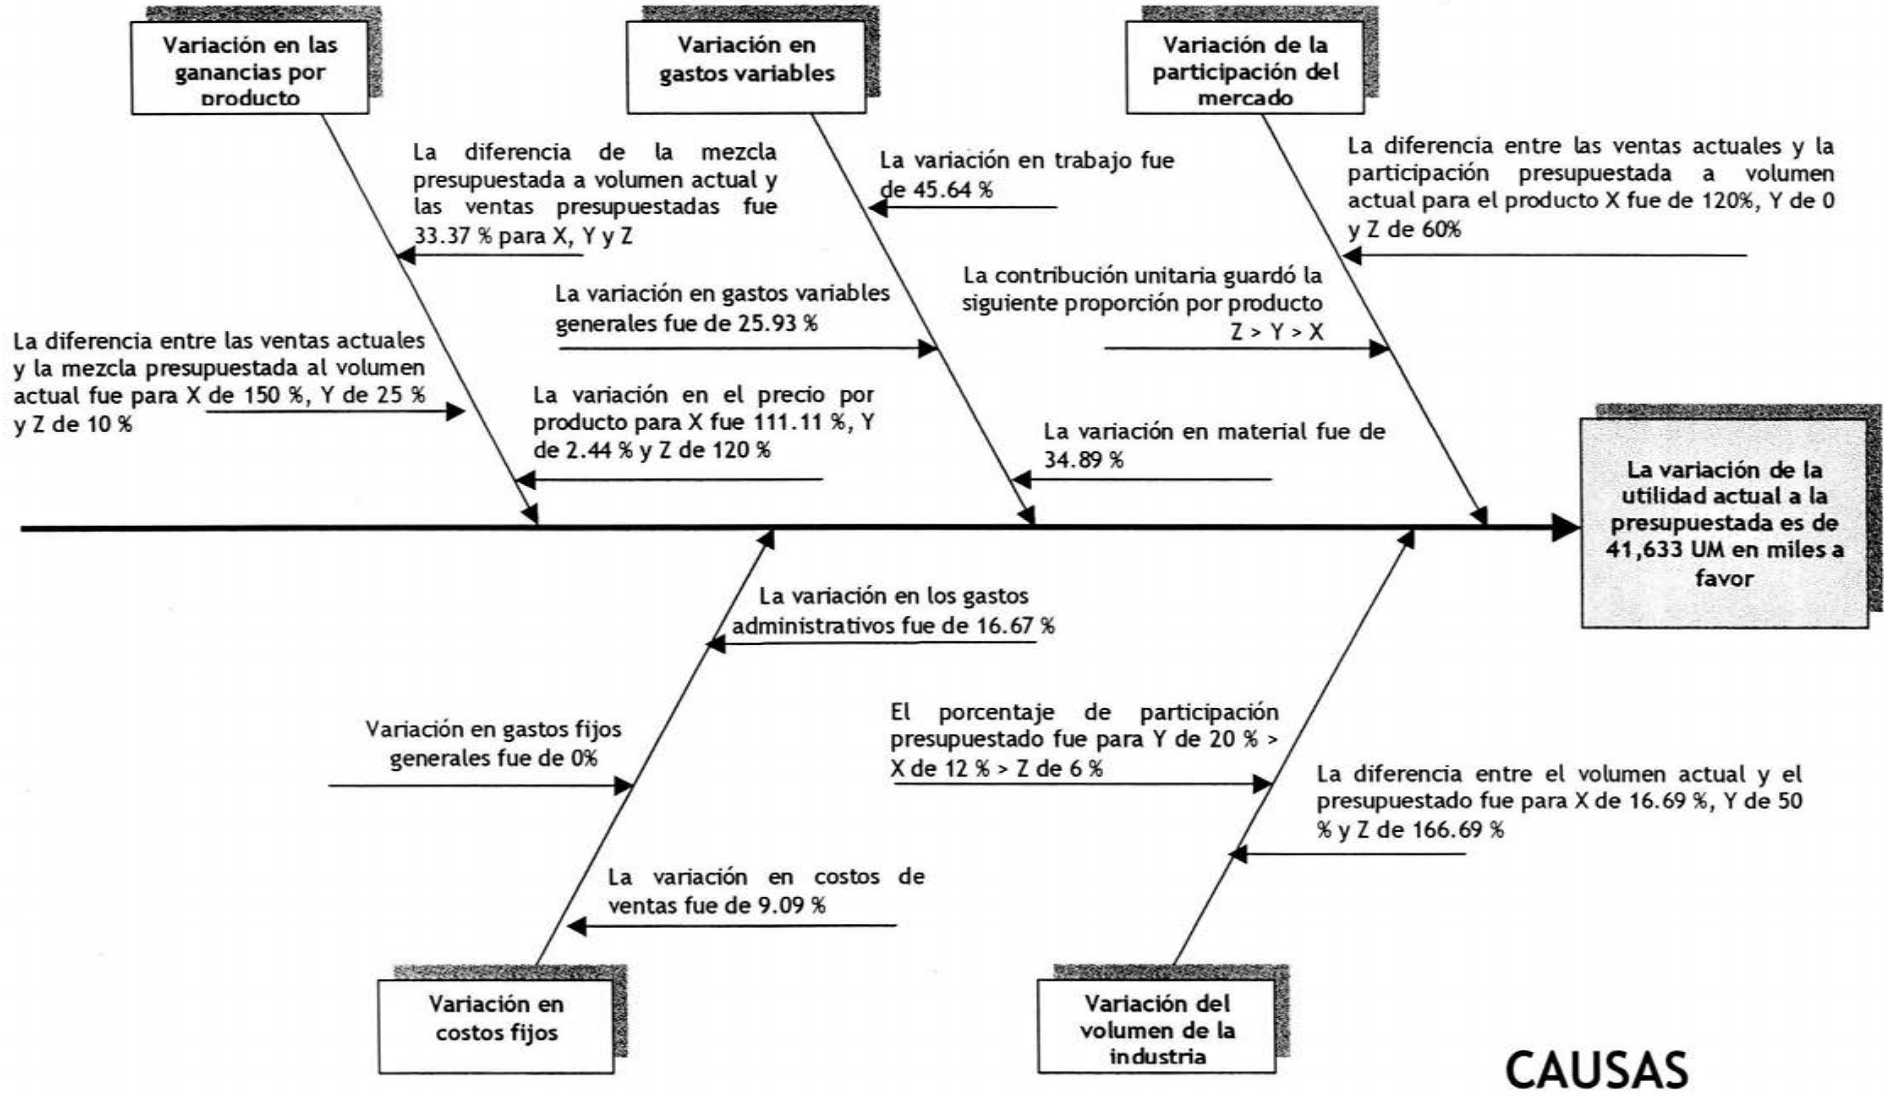 Variación en las
ganancias por
producto
Variación en
gastos variables
Variación de la
participación del
mercado
La diferencia de la mezcla
presupuestada a volumen actual y
las ventas presupuestadas fue
33.37 % para X, Y y Z
La variación en trabajo fue
de 45.64 %
La diferencia entre las ventas actuales y la
participación presupuestada a volumen
actual para el producto X fue de 120%, Y de 0
y Z de 60%
La variación en gastos variables
generales fue de 25.93 %
La contribución unitaria guardó la
siguiente proporción por producto
Z > Y > X
La diferencia entre las ventas actuales
y la mezcla presupuestada al volumen
actual fue para X de 150 %, Y de 25 %
y Z de 10 %
La variación en el precio por
producto para X fue 111.11 %, Y
de 2.44 % y Z de 120 %
La variación en material fue de
34.89 %
La variación de la
utilidad actual a la
presupuestada es de
41,633 UM en miles a
favor
La variación en los gastos
administrativos fue de 16.67 %
Variación en gastos fijos
generales fue de 0%
El porcentaje de participación
presupuestado fue para Y de 20 % >
X de 12 % > Z de 6 %
La diferencia entre el volumen actual y el
presupuestado fue para X de 16.69 %, Y de 50
% y Z de 166.69 %
La variación en costos de
ventas fue de 9.09 %
Variación en
costos fijos
Variación del
volumen de la
industria
CAUSAS